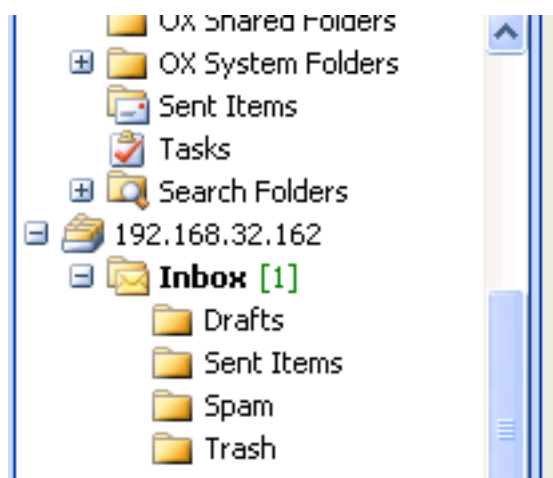 OX Shared Folders
OX System Folders
Sent Items
Tasks
Search Folders
192.168.32.162
Inbox [1]
Drafts
Sent Items
Spam
Trash